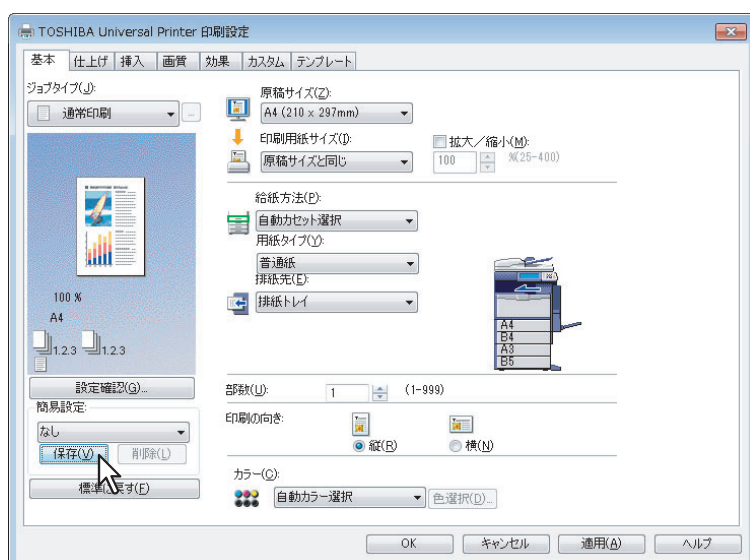 TOSHIBA Universal Printer 印刷設定
基本 仕上げ 挿入 画質 効果 カスタム テンプレート
ジョブタイプ(J):
通常印刷
...
100 %
A4
1.2.3 1.2.3
設定確認(G)...
簡易設定:
なし
保存(V) 削除(L)
標準に戻す(F)
原稿サイズ(Z):
A4 (210 x 297mm)
印刷用紙サイズ(I):
原稿サイズと同じ
拡大/縮小(M):
100 %(25-400)
給紙方法(P):
自動カセット選択
用紙タイプ(Y):
普通紙
排紙先(E):
排紙トレイ
A4
B4
A3
B5
部数(U): 1 (1-999)
印刷の向き:
縦(R) 横(N)
カラー(C):
自動カラー選択 色選択(D)...
OK キャンセル 適用(A) ヘルプ